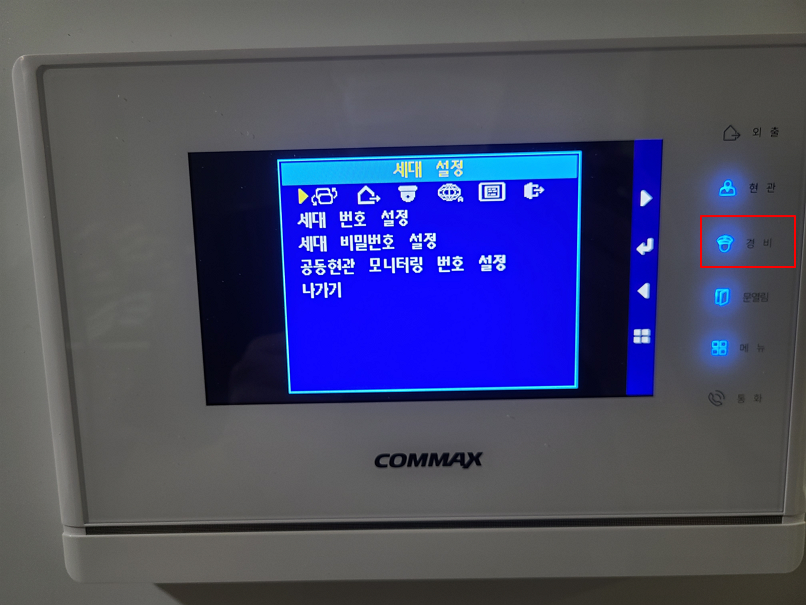 세대 설정
세대 번호 설정
세대 비밀번호 설정
공동현관 모니터링 번호 설정
나가기
외출
현관
경비
문열림
메뉴
통화
COMMAX